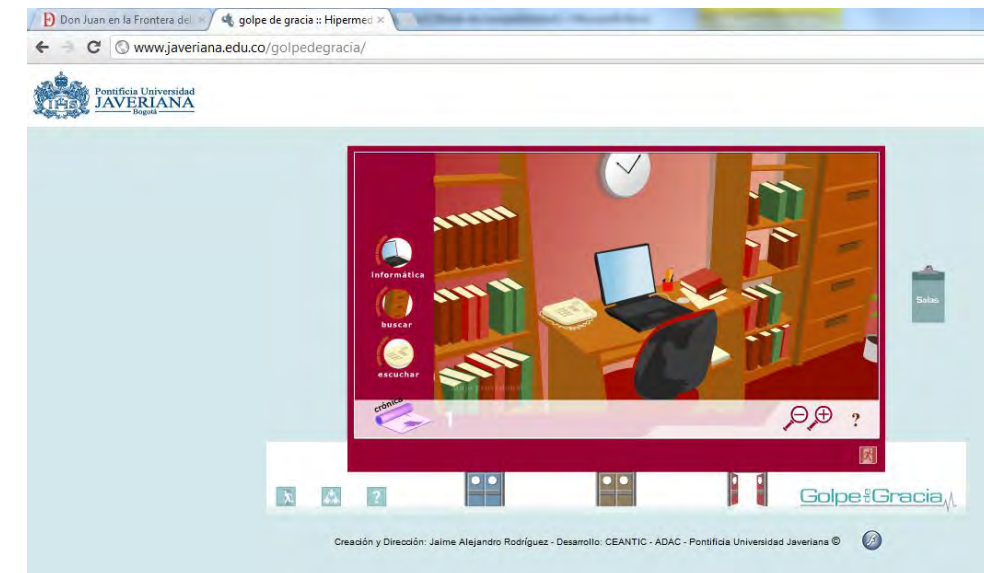 Don Juan en la Frontera del
golpe de gracia :: Hipermed
www.javeriana.edu.co/golpedegracia/
Pontificia Universidad
JAVERIANA
Bogotá
informática
buscar
escuchar
crónica
1
?
Salas
?
Golpe de Gracia
Creación y Dirección: Jaime Alejandro Rodríguez - Desarrollo: CEANTIC - ADAC - Pontificia Universidad Javeriana ©